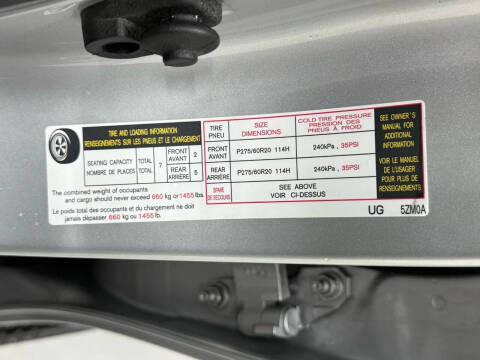 TIRE AND LOADING INFORMATION
RENSEIGNEMENTS SUR LES PNEUS ET LE CHARGEMENT
SEATING CAPACITY TOTAL 7 FRONT AVANT 2
NOMBRE DE PLACES TOTAL REAR ARRIÈRE 5
The combined weight of occupants
and cargo should never exceed 660 kg or 1455 lbs.
Le poids total des occupants et du chargement ne doit
jamais dépasser 660 kg ou 1455 lb.
TIRE PNEU
SIZE DIMENSIONS
COLD TIRE PRESSURE
PRESSION DES
PNEUS À FROID
FRONT AVANT P275/60R20 114H 240kPa , 35PSI
REAR ARRIÈRE P275/60R20 114H 240kPa , 35PSI
SPARE DE SECOURS
SEE ABOVE
VOIR CI-DESSUS
SEE OWNER'S
MANUAL FOR
ADDITIONAL
INFORMATION
VOIR LE MANUEL
DE L'USAGER
POUR PLUS DE
RENSEIGNEMENTS
UG 5ZM0A